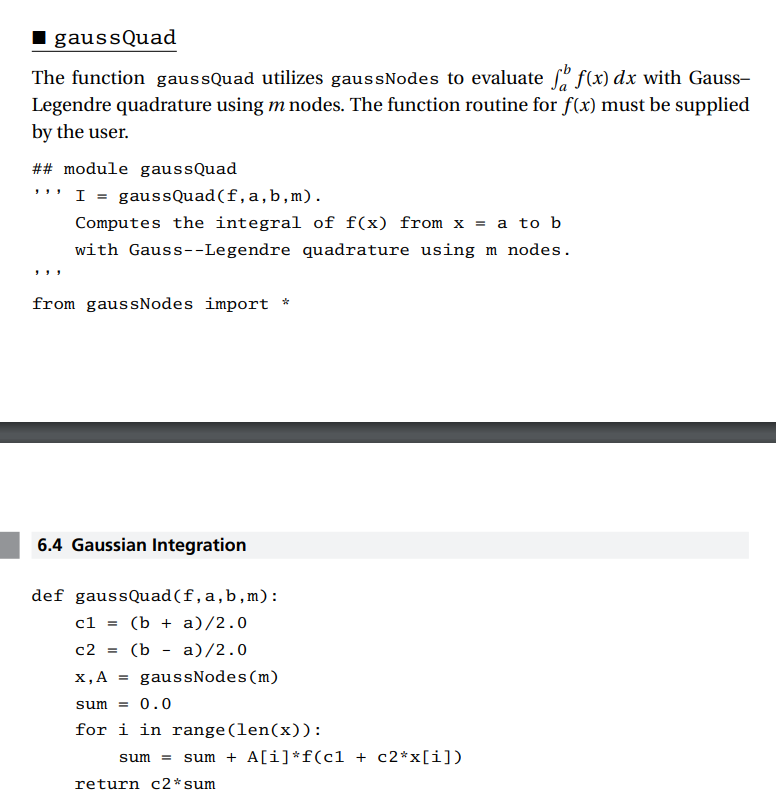 ■ gaussQuad
The function gaussQuad utilizes gaussNodes to evaluate ∫ₐᵇ f(x) dx with Gauss–
Legendre quadrature using m nodes. The function routine for f(x) must be supplied
by the user.
## module gaussQuad
''' I = gaussQuad(f,a,b,m).
    Computes the integral of f(x) from x = a to b
    with Gauss--Legendre quadrature using m nodes.
'''
from gaussNodes import *
6.4 Gaussian Integration
def gaussQuad(f,a,b,m):
    c1 = (b + a)/2.0
    c2 = (b - a)/2.0
    x,A = gaussNodes(m)
    sum = 0.0
    for i in range(len(x)):
        sum = sum + A[i]*f(c1 + c2*x[i])
    return c2*sum